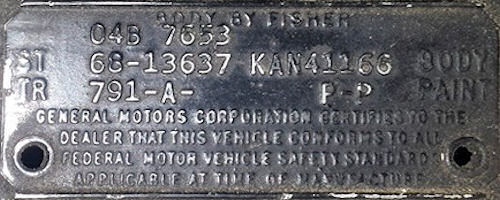 BODY BY FISHER
04B 7653
ST 68-13637 KAN41166 BODY
TR 791-A- P-P PAINT
GENERAL MOTORS CORPORATION CERTIFIES TO THE
DEALER THAT THIS VEHICLE CONFORMS TO ALL
FEDERAL MOTOR VEHICLE SAFETY STANDARDS
APPLICABLE AT TIME OF MANUFACTURE